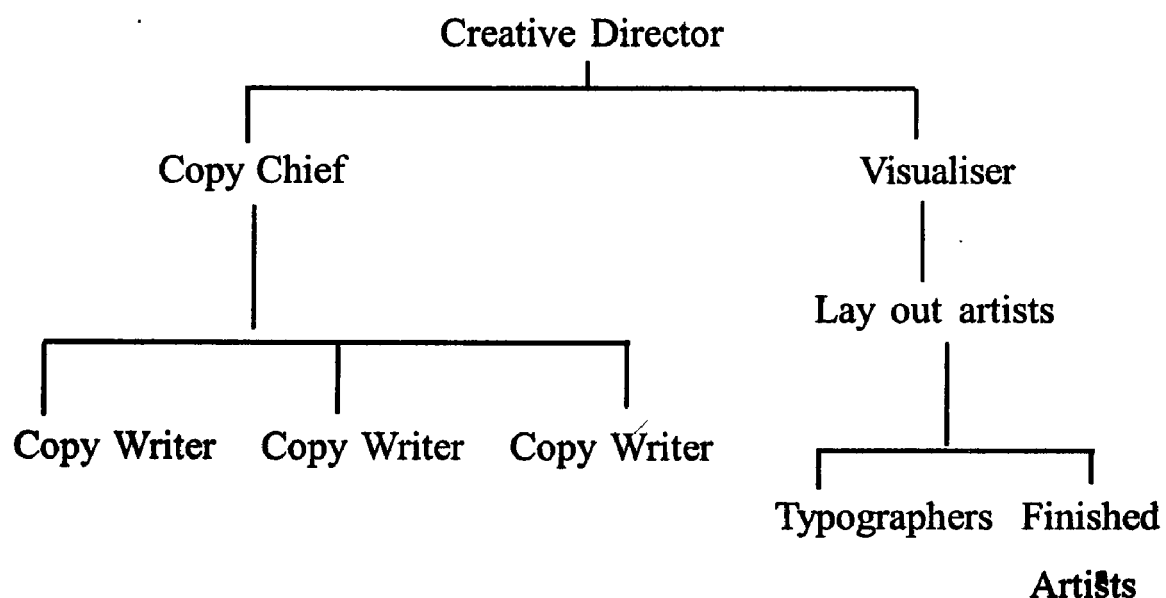 Creative Director
Copy Chief Visualiser
Lay out artists
Copy Writer Copy Writer Copy Writer
Typographers Finished
Artists